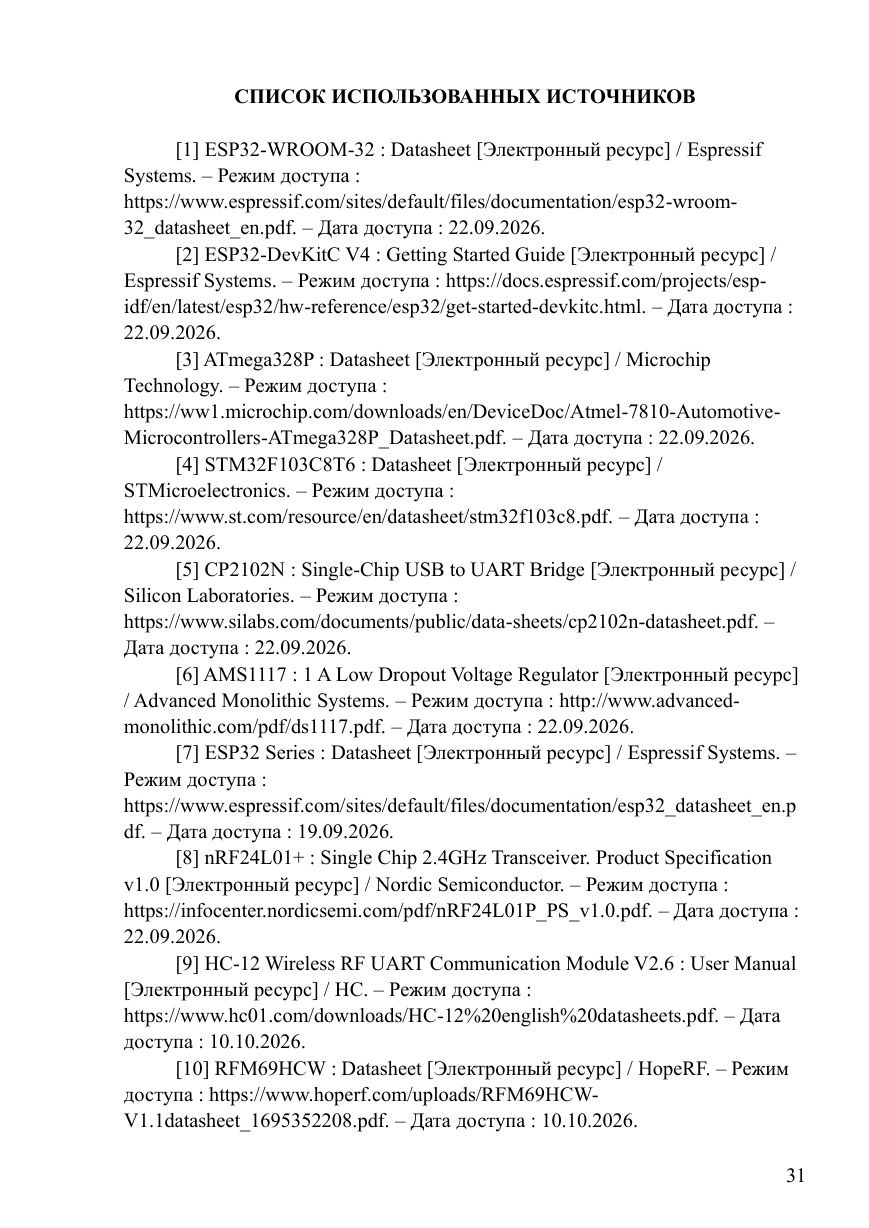 СПИСОК ИСПОЛЬЗОВАННЫХ ИСТОЧНИКОВ
[1] ESP32-WROOM-32 : Datasheet [Электронный ресурс] / Espressif
Systems. – Режим доступа :
https://www.espressif.com/sites/default/files/documentation/esp32-wroom-
32_datasheet_en.pdf. – Дата доступа : 22.09.2026.
[2] ESP32-DevKitC V4 : Getting Started Guide [Электронный ресурс] /
Espressif Systems. – Режим доступа : https://docs.espressif.com/projects/esp-
idf/en/latest/esp32/hw-reference/esp32/get-started-devkitc.html. – Дата доступа :
22.09.2026.
[3] ATmega328P : Datasheet [Электронный ресурс] / Microchip
Technology. – Режим доступа :
https://ww1.microchip.com/downloads/en/DeviceDoc/Atmel-7810-Automotive-
Microcontrollers-ATmega328P_Datasheet.pdf. – Дата доступа : 22.09.2026.
[4] STM32F103C8T6 : Datasheet [Электронный ресурс] /
STMicroelectronics. – Режим доступа :
https://www.st.com/resource/en/datasheet/stm32f103c8.pdf. – Дата доступа :
22.09.2026.
[5] CP2102N : Single-Chip USB to UART Bridge [Электронный ресурс] /
Silicon Laboratories. – Режим доступа :
https://www.silabs.com/documents/public/data-sheets/cp2102n-datasheet.pdf. –
Дата доступа : 22.09.2026.
[6] AMS1117 : 1 A Low Dropout Voltage Regulator [Электронный ресурс]
/ Advanced Monolithic Systems. – Режим доступа : http://www.advanced-
monolithic.com/pdf/ds1117.pdf. – Дата доступа : 22.09.2026.
[7] ESP32 Series : Datasheet [Электронный ресурс] / Espressif Systems. –
Режим доступа :
https://www.espressif.com/sites/default/files/documentation/esp32_datasheet_en.p
df. – Дата доступа : 19.09.2026.
[8] nRF24L01+ : Single Chip 2.4GHz Transceiver. Product Specification
v1.0 [Электронный ресурс] / Nordic Semiconductor. – Режим доступа :
https://infocenter.nordicsemi.com/pdf/nRF24L01P_PS_v1.0.pdf. – Дата доступа :
22.09.2026.
[9] HC-12 Wireless RF UART Communication Module V2.6 : User Manual
[Электронный ресурс] / HC. – Режим доступа :
https://www.hc01.com/downloads/HC-12%20english%20datasheets.pdf. – Дата
доступа : 10.10.2026.
[10] RFM69HCW : Datasheet [Электронный ресурс] / HopeRF. – Режим
доступа : https://www.hoperf.com/uploads/RFM69HCW-
V1.1datasheet_1695352208.pdf. – Дата доступа : 10.10.2026.
31